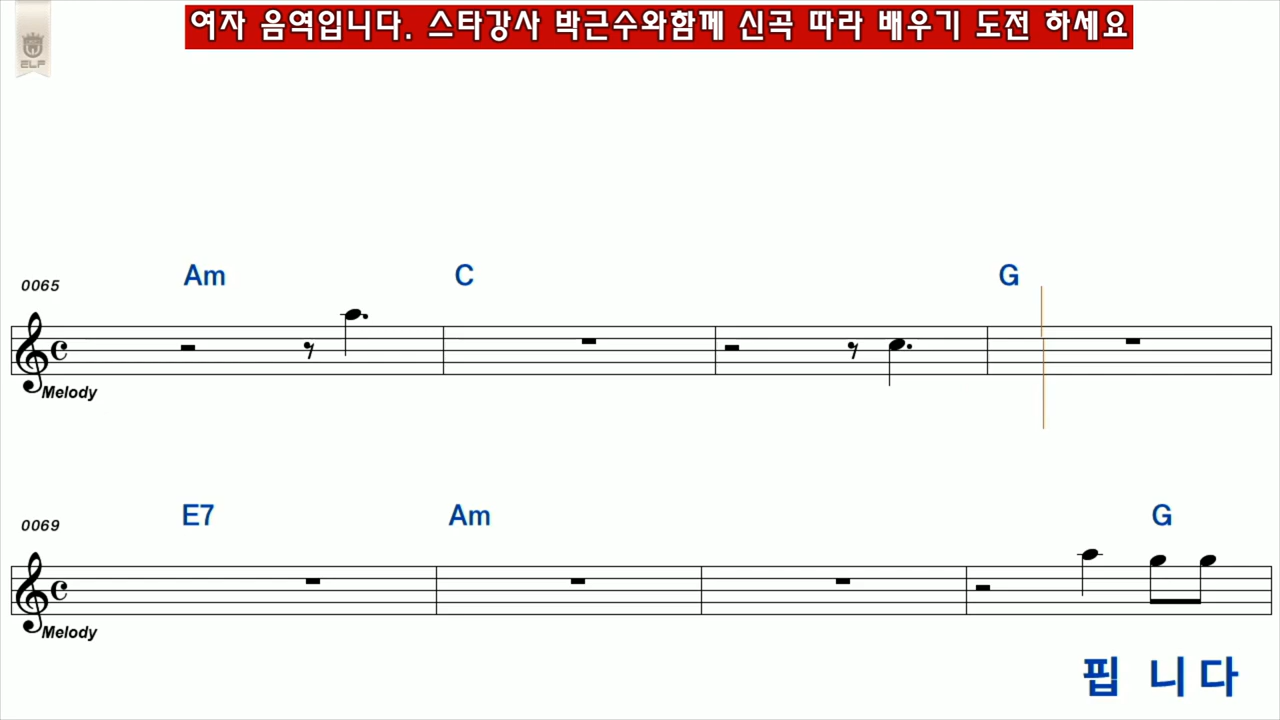 여자 음역입니다. 스타강사 박근수와함께 신곡 따라 배우기 도전 하세요
ELF
0065 Am C G
Melody
0069 E7 Am G
Melody
핍 니 다